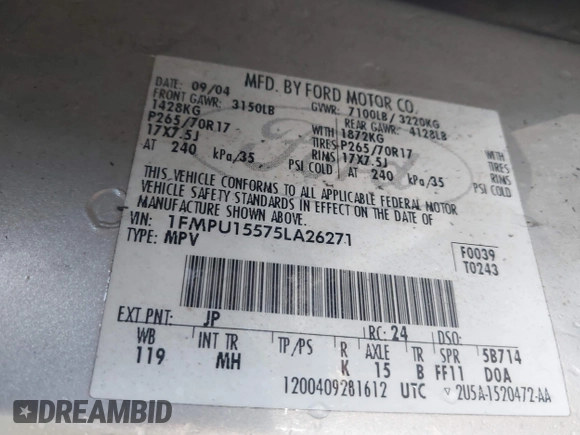 MFD. BY FORD MOTOR CO.
DATE: 09/04 GVWR: 7100LB/ 3220KG
FRONT GAWR: 3150LB REAR GAWR: 4128LB
1428KG 1872KG WITH
P265/70R17 TIRES P265/70R17 TIRES
17X7.5J RIMS 17X7.5J RIMS
AT 240 kPa/35 PSI COLD AT 240 kPa/35 PSI COLD
THIS VEHICLE CONFORMS TO ALL APPLICABLE FEDERAL MOTOR
VEHICLE SAFETY STANDARDS IN EFFECT ON THE DATE OF
MANUFACTURE SHOWN ABOVE.
VIN: 1FMPU15575LA26271
TYPE: MPV
F0039
T0243
EXT PNT: JP RC: 24 DSO:
WB INT TR TP/PS R AXLE TR SPR 5B714
119 MH K 15 B FF11 DOA
1200409281612 UTC 2U5A-1520472-AA
Ford
DREAMBID.COM